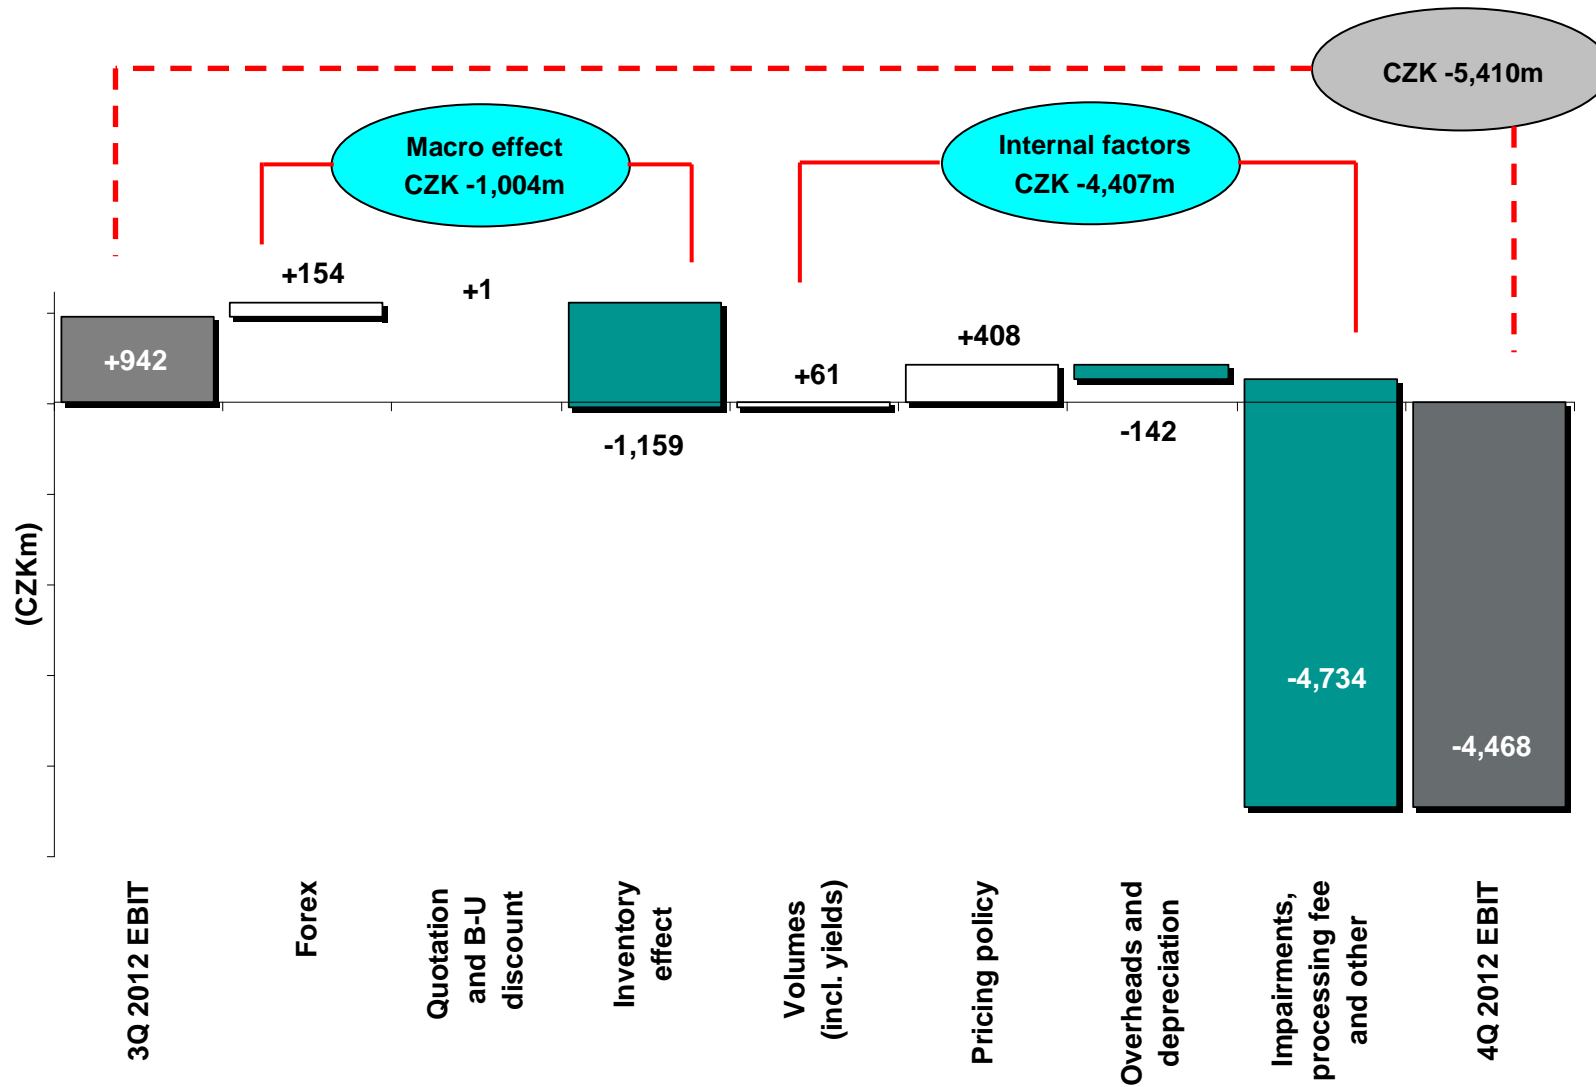 CZK -5,410m
Macro effect
CZK -1,004m
Internal factors
CZK -4,407m
+942
+154
+1
-1,159
+61
+408
-142
-4,734
-4,468
(CZKm)
3Q 2012 EBIT
Forex
Quotation
and B-U
discount
Inventory
effect
Volumes
(incl. yields)
Pricing policy
Overheads and
depreciation
Impairments,
processing fee
and other
4Q 2012 EBIT